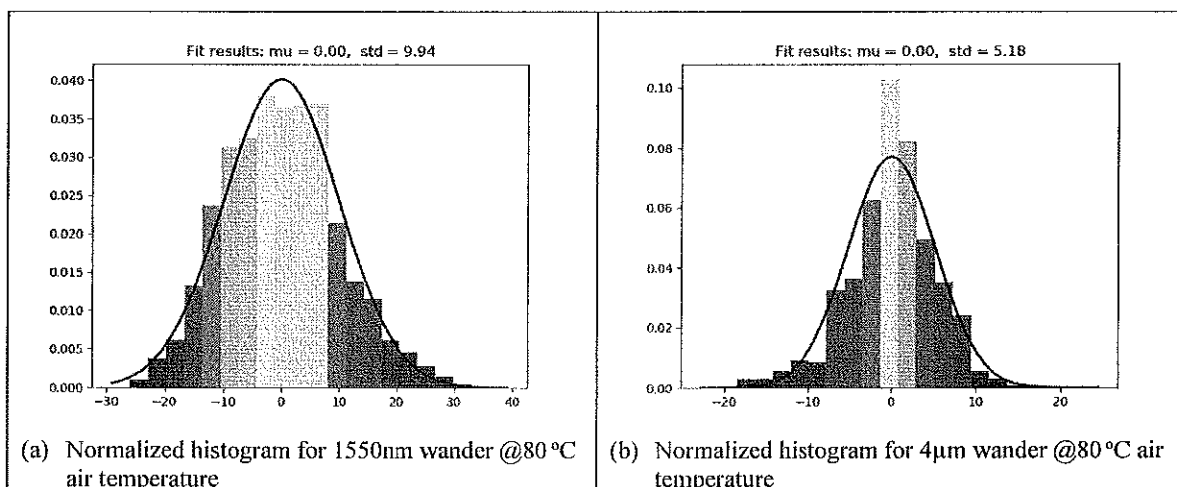 Fit results: mu = 0.00, std = 9.94
0.040
0.035
0.030
0.025
0.020
0.015
0.010
0.005
0.000
−30 −20 −10 0 10 20 30 40
(a) Normalized histogram for 1550nm wander @80 °C
air temperature
Fit results: mu = 0.00, std = 5.18
0.10
0.08
0.06
0.04
0.02
0.00
−20 −10 0 10 20
(b) Normalized histogram for 4µm wander @80 °C air
temperature